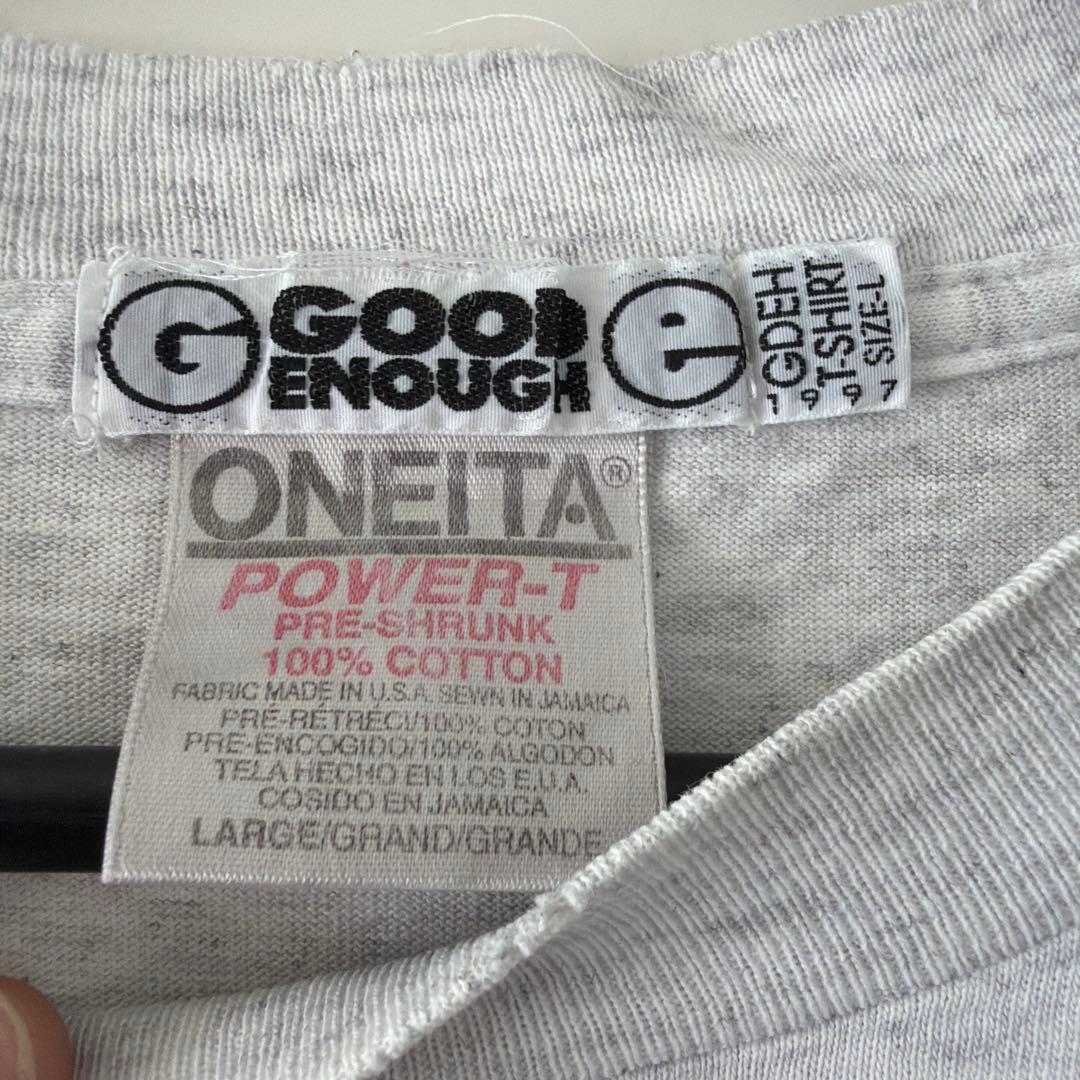 G GOOD ENOUGH e
GDEH
T-SHIRT
SIZE-L
1997
ONEITA®
POWER-T
PRE-SHRUNK
100% COTTON
FABRIC MADE IN U.S.A. SEWN IN JAMAICA
PRÉ-RÉTRÉCI/100% COTON
PRE-ENCOGIDO/100% ALGODON
TELA HECHO EN LOS E.U.A.
COSIDO EN JAMAICA
LARGE/GRAND/GRANDE